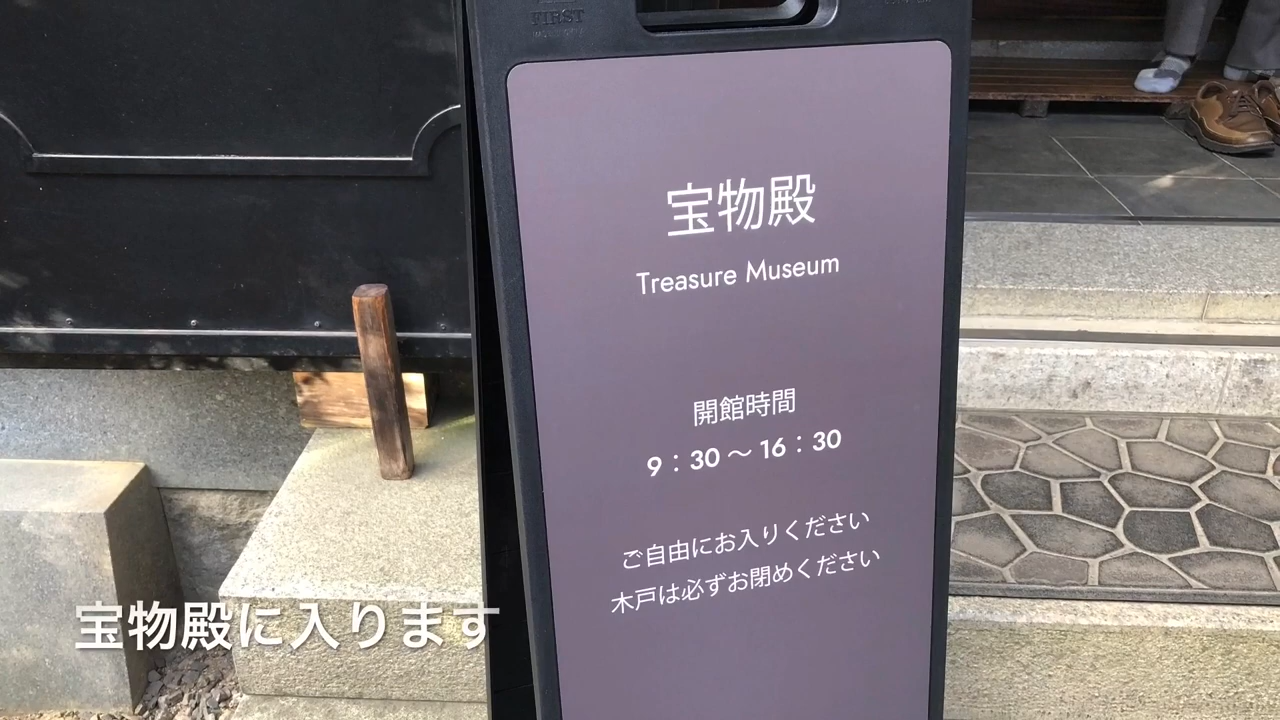 FIRST
宝物殿
Treasure Museum
開館時間
9：30～16：30
ご自由にお入りください
木戸は必ずお閉めください
宝物殿に入ります